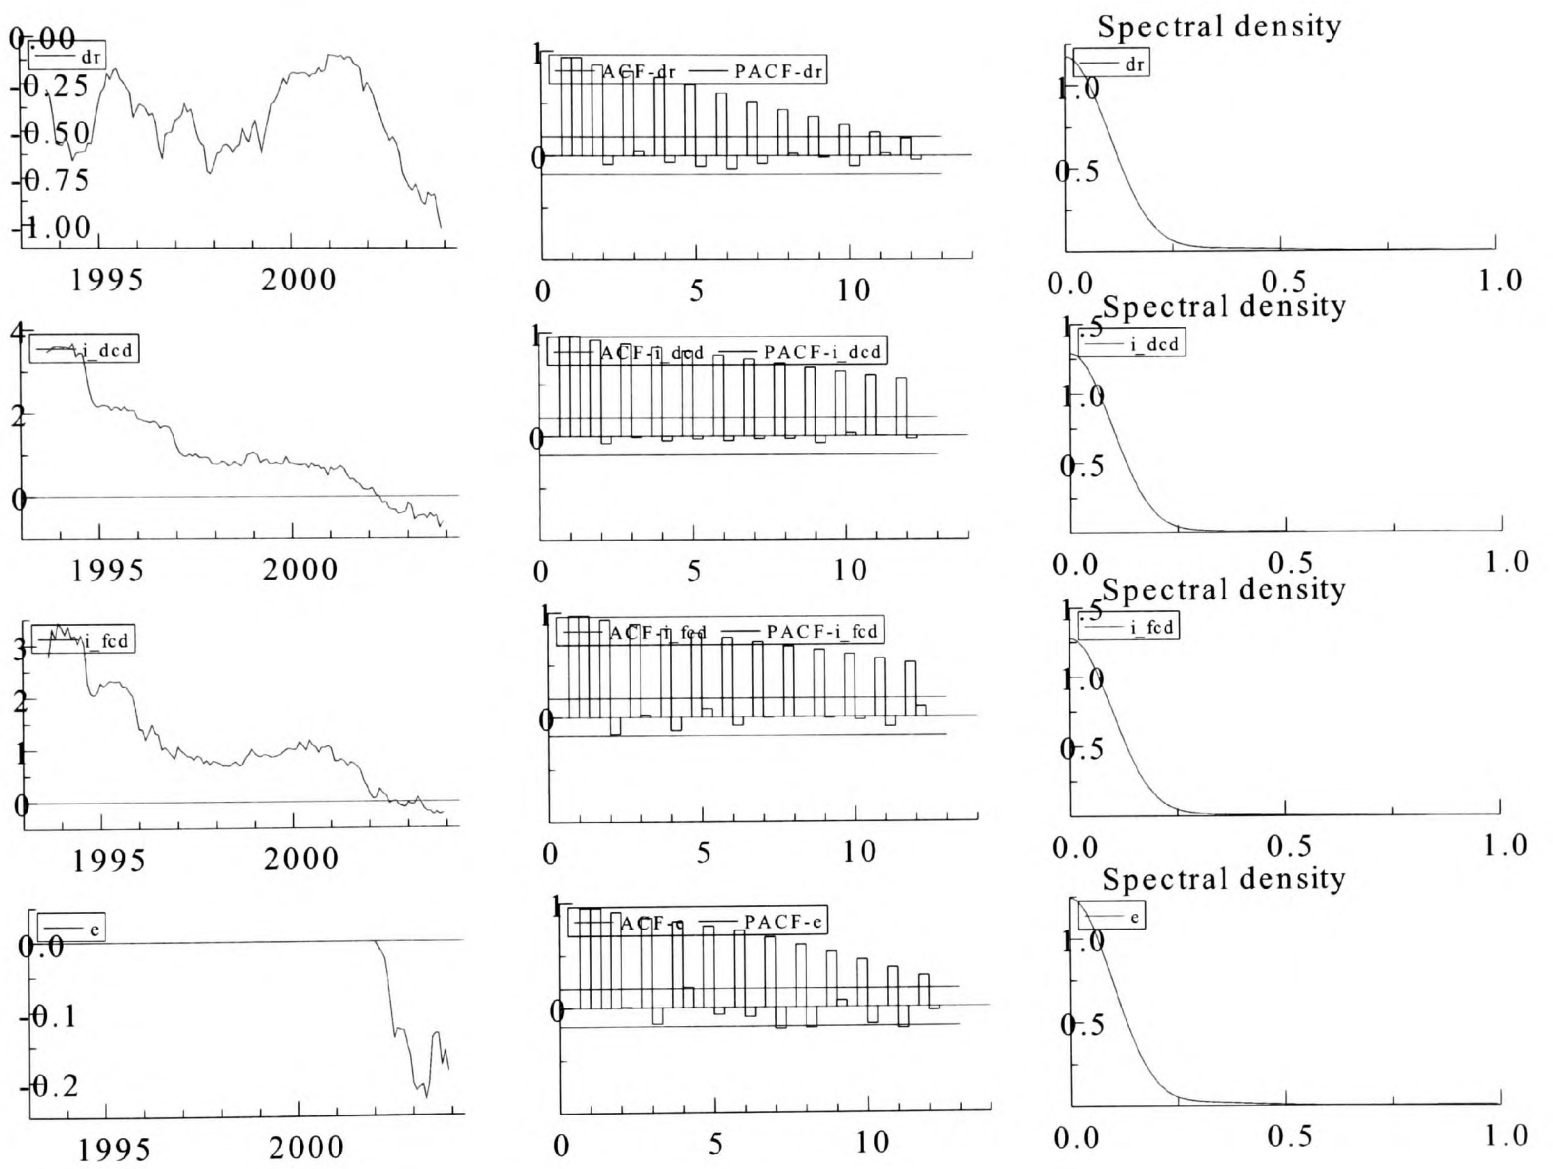 Spectral density
0.00
-0.25
-0.50
-0.75
-1.00
dr
1995 2000
1
0
ACF-dr PACF-dr
0 5 10
1.0
0.5
dr
0.0 0.5 1.0
Spectral density
4
2
0
i_dcd
1995 2000
1
0
ACF-i_dcd PACF-i_dcd
0 5 10
1.5
1.0
0.5
i_dcd
0.0 0.5 1.0
Spectral density
3
2
1
0
i_fcd
1995 2000
1
0
ACF-i_fcd PACF-i_fcd
0 5 10
1.5
1.0
0.5
i_fcd
0.0 0.5 1.0
Spectral density
0.0
-0.1
-0.2
e
1995 2000
1
0
ACF-e PACF-e
0 5 10
1.0
0.5
e
0.0 0.5 1.0